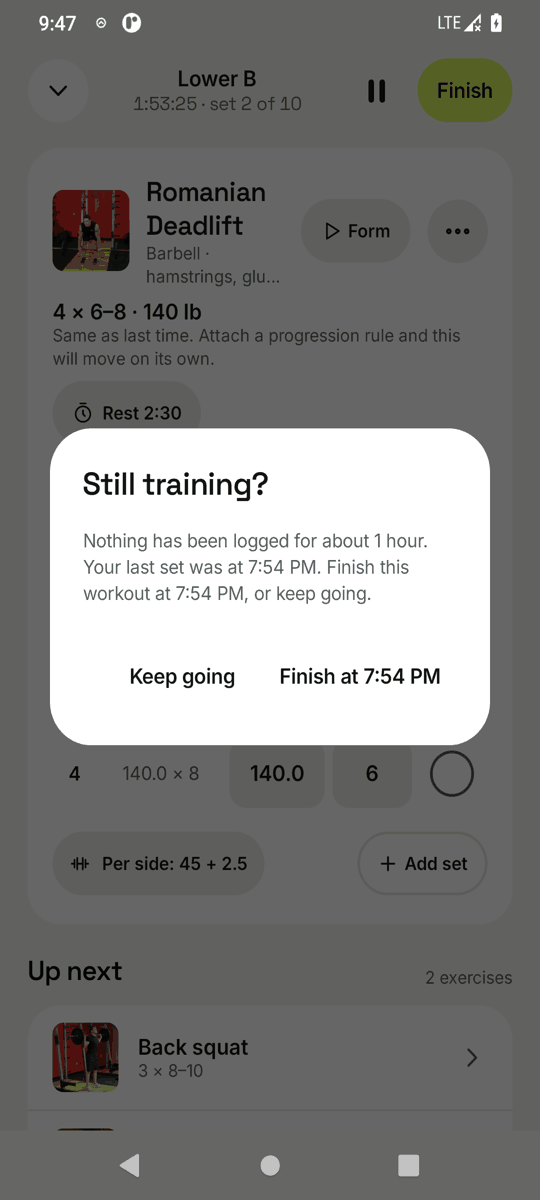 9:47
LTE
Lower B
1:53:25 · set 2 of 10
Finish
Romanian
Deadlift
Barbell ·
hamstrings, glu...
Form
4 × 6–8 · 140 lb
Same as last time. Attach a progression rule and this
will move on its own.
Rest 2:30
Still training?
Nothing has been logged for about 1 hour.
Your last set was at 7:54 PM. Finish this
workout at 7:54 PM, or keep going.
Keep going
Finish at 7:54 PM
4 140.0 × 8 140.0 6
Per side: 45 + 2.5
+ Add set
Up next
2 exercises
Back squat
3 × 8–10